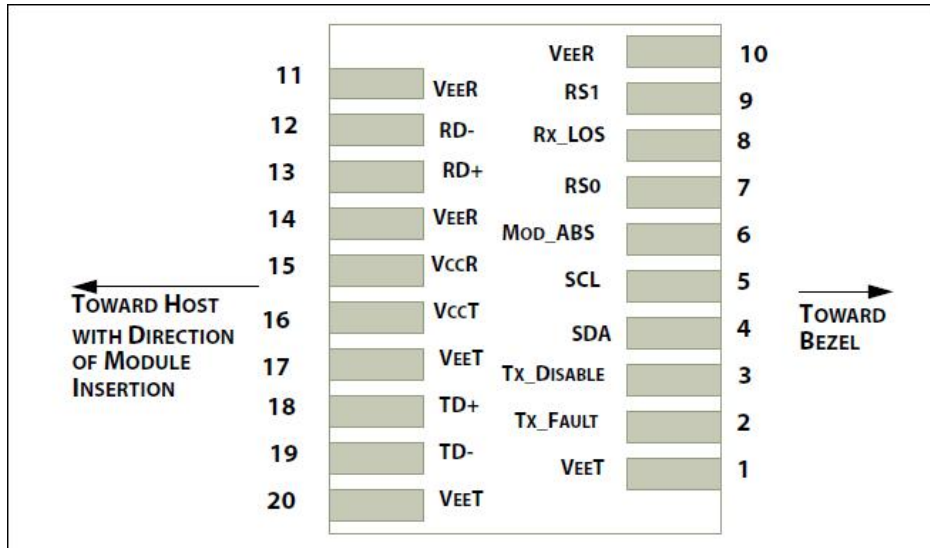 11 VEER
12 RD-
13 RD+
14 VEER
15 VCCR
16 VCCT
17 VEET
18 TD+
19 TD-
20 VEET
VEER 10
RS1 9
RX_LOS 8
RS0 7
MOD_ABS 6
SCL 5
SDA 4
TX_DISABLE 3
TX_FAULT 2
VEET 1
TOWARD HOST
WITH DIRECTION
OF MODULE
INSERTION
TOWARD
BEZEL